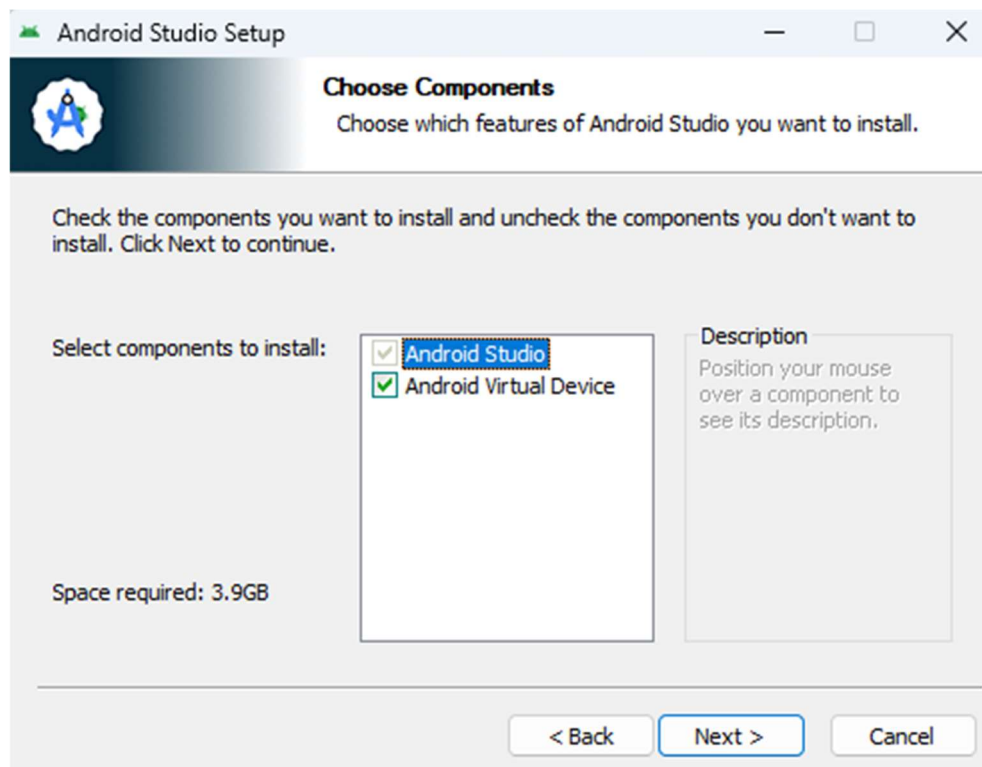 Android Studio Setup
Choose Components
Choose which features of Android Studio you want to install.
Check the components you want to install and uncheck the components you don't want to
install. Click Next to continue.
Select components to install:
Android Studio
Android Virtual Device
Description
Position your mouse
over a component to
see its description.
Space required: 3.9GB
< Back
Next >
Cancel